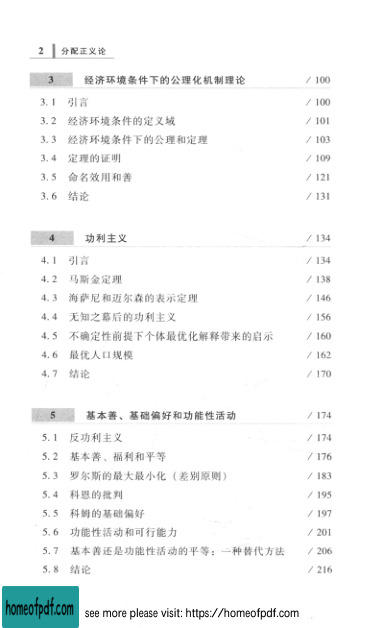 2 分配正义论
3 经济环境条件下的公理化机制理论 / 100
3.1 引言 / 100
3.2 经济环境条件的定义域 / 101
3.3 经济环境条件下的公理和定理 / 103
3.4 定理的证明 / 109
3.5 命名效用和善 / 121
3.6 结论 / 131
4 功利主义 / 134
4.1 引言 / 134
4.2 马斯金定理 / 138
4.3 海萨尼和迈尔森的表示定理 / 146
4.4 无知之幕后的功利主义 / 156
4.5 不确定性前提下个体最优化解释带来的启示 / 160
4.6 最优人口规模 / 162
4.7 结论 / 170
5 基本善、基础偏好和功能性活动 / 174
5.1 反功利主义 / 174
5.2 基本善、福利和平等 / 176
5.3 罗尔斯的最大最小化（差别原则） / 183
5.4 科恩的批判 / 195
5.5 科姆的基础偏好 / 197
5.6 功能性活动和可行能力 / 201
5.7 基本善还是功能性活动的平等：一种替代方法 / 206
5.8 结论 / 216
homeofpdf.com see more please visit: https://homeofpdf.com